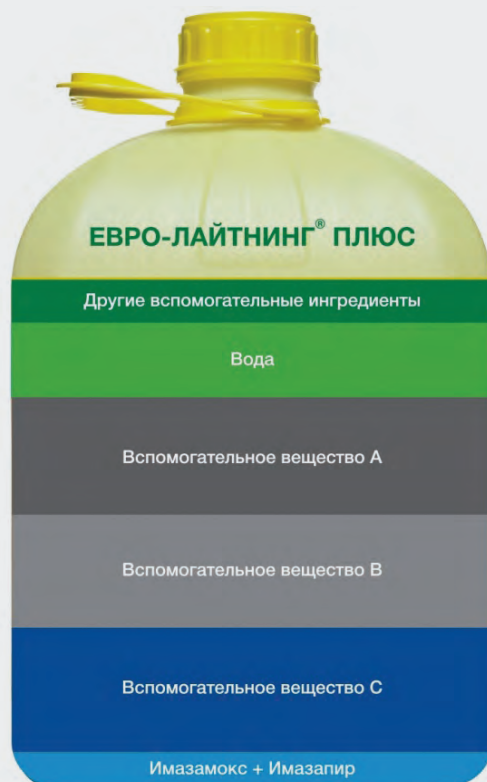 ЕВРО-ЛАЙТНИНГ® ПЛЮС
Другие вспомогательные ингредиенты
Вода
Вспомогательное вещество А
Вспомогательное вещество В
Вспомогательное вещество С
Имазамокс + Имазапир